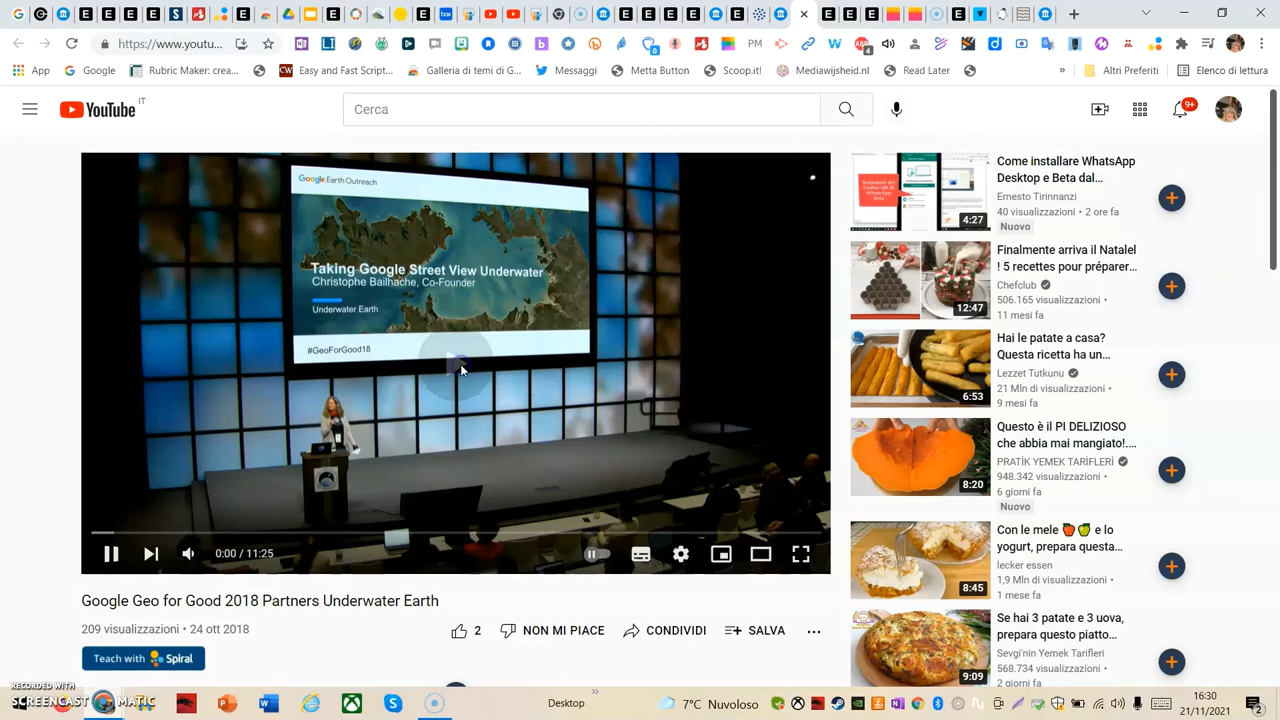 https://www.youtu...
PM
4
App
Google
Rubric Maker: crea...
Easy and Fast Script...
Galleria di temi di G...
Messaggi
Metta Button
Scoop.it!
Mediawijsheid.nl
Read Later
»
Altri Preferiti
Elenco di lettura
YouTube IT
Cerca
9+
Google Earth Outreach
Taking Google Street View Underwater
Christophe Bailhache, Co-Founder
Underwater Earth
#GeoForGood18
0:00 / 11:25
Google Geo for Good 2018 Partners Underwater Earth
209 visualizzazioni • 24 ott 2018
2
NON MI PIACE
CONDIVIDI
SALVA
Teach with Spiral
4:27
Come installare WhatsApp
Desktop e Beta dal...
Ernesto Tirinnanzi
40 visualizzazioni • 2 ore fa
Nuovo
12:47
Finalmente arriva il Natalel
! 5 recettes pour préparer...
Chefclub
506.165 visualizzazioni •
11 mesi fa
6:53
Hai le patate a casa?
Questa ricetta ha un...
Lezzet Tutkunu
21 Mln di visualizzazioni •
9 mesi fa
8:20
Questo è il PI DELIZIOSO
che abbia mai mangiato!....
PRATİK YEMEK TARİFLERİ
948.342 visualizzazioni •
6 giorni fa
Nuovo
8:45
Con le mele 🍎🍏 e lo
yogurt, prepara questa...
lecker essen
1,9 Mln di visualizzazioni •
1 mese fa
9:09
Se hai 3 patate e 3 uova,
prepara questo piatto...
Sevgi'nin Yemek Tarifleri
568.734 visualizzazioni •
2 giorni fa
RECORDED WITH
SCREENCAST MATIC
Desktop
»
7°C Nuvoloso
16:30
21/11/2021
2